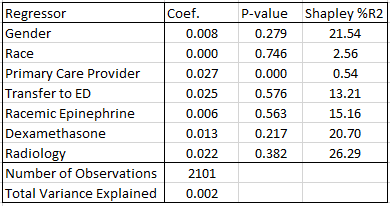 Regressor Coef. P-value Shapley %R2
Gender 0.008 0.279 21.54
Race 0.000 0.746 2.56
Primary Care Provider 0.027 0.000 0.54
Transfer to ED 0.025 0.576 13.21
Racemic Epinephrine 0.006 0.563 15.16
Dexamethasone 0.013 0.217 20.70
Radiology 0.022 0.382 26.29
Number of Observations 2101
Total Variance Explained 0.002